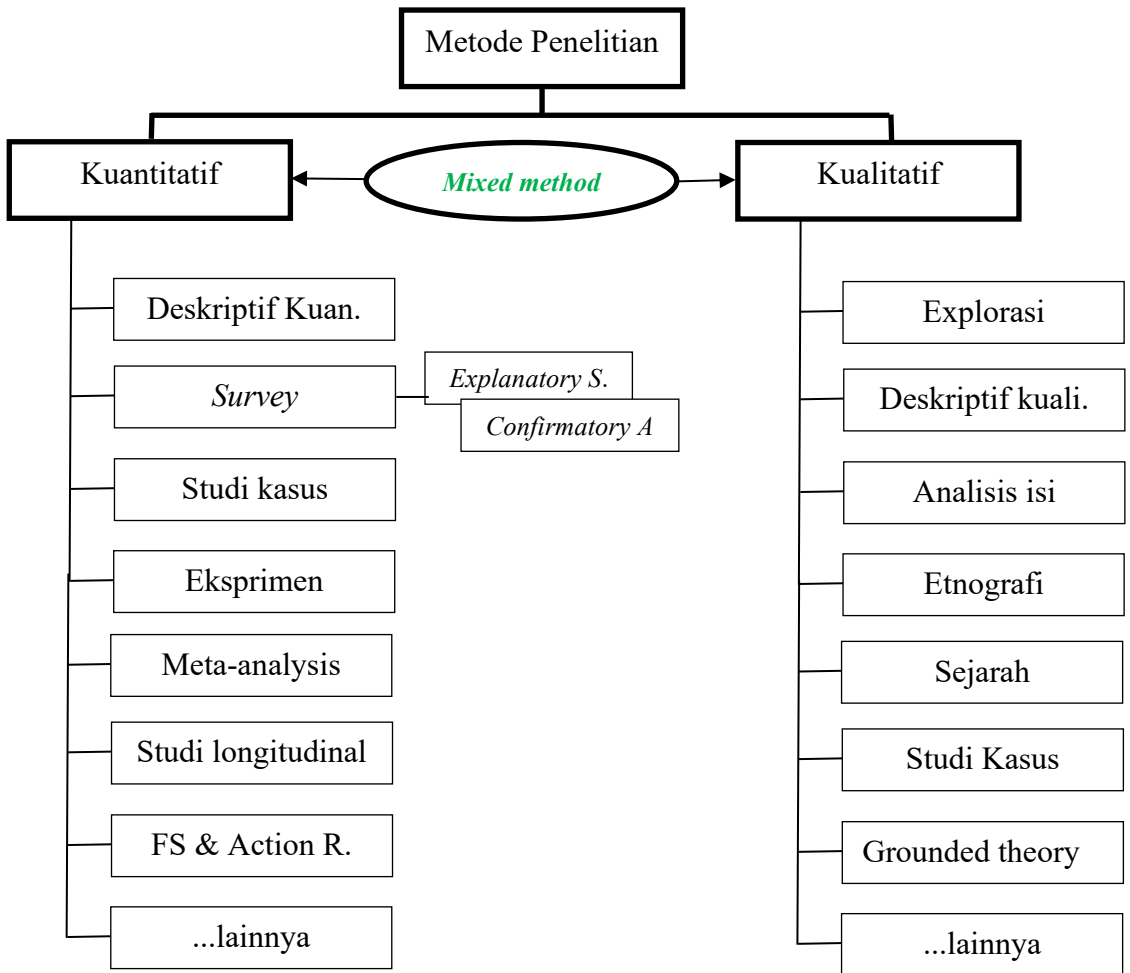 Metode Penelitian
Kuantitatif
Mixed method
Kualitatif
Deskriptif Kuan.
Survey
Explanatory S.
Confirmatory A
Studi kasus
Eksprimen
Meta-analysis
Studi longitudinal
FS & Action R.
...lainnya
Explorasi
Deskriptif kuali.
Analisis isi
Etnografi
Sejarah
Studi Kasus
Grounded theory
...lainnya